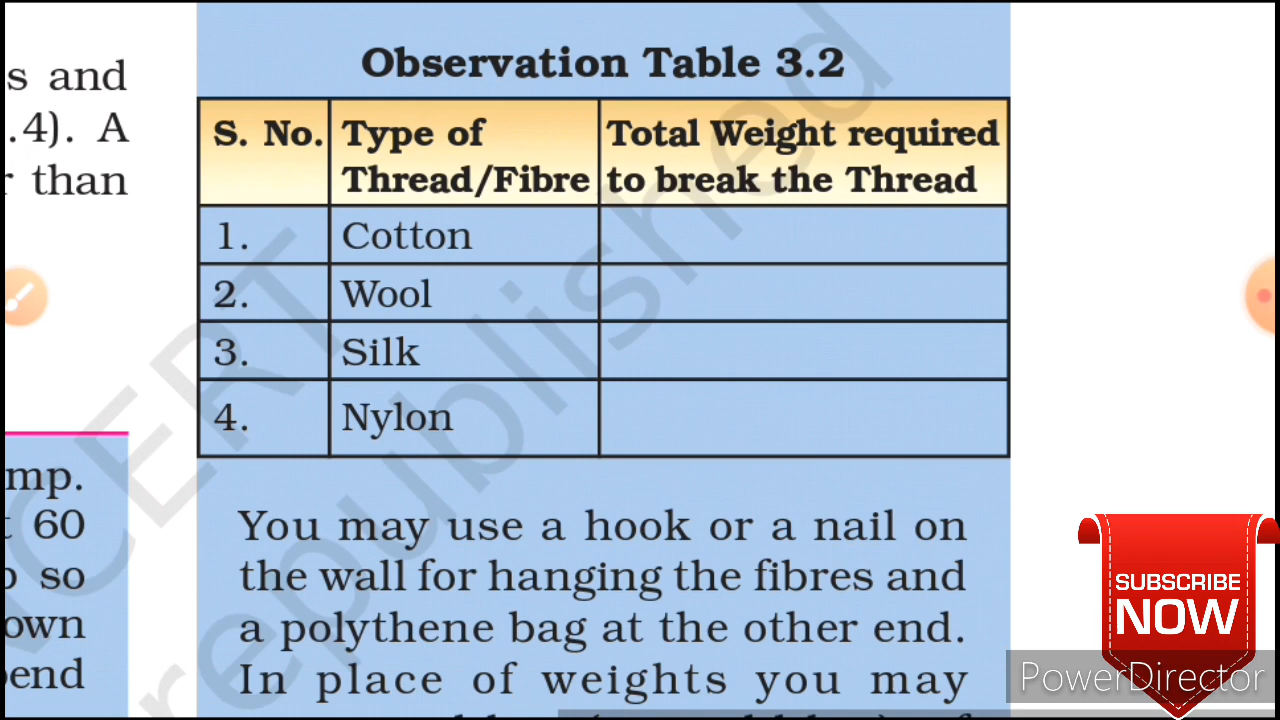 s and
.4). A
r than
mp.
t 60
so
own
pend
Observation Table 3.2
S. No. Type of Thread/Fibre Total Weight required to break the Thread
1. Cotton
2. Wool
3. Silk
4. Nylon
You may use a hook or a nail on
the wall for hanging the fibres and
a polythene bag at the other end.
In place of weights you may
NCERT
republished
SUBSCRIBE
NOW
PowerDirector